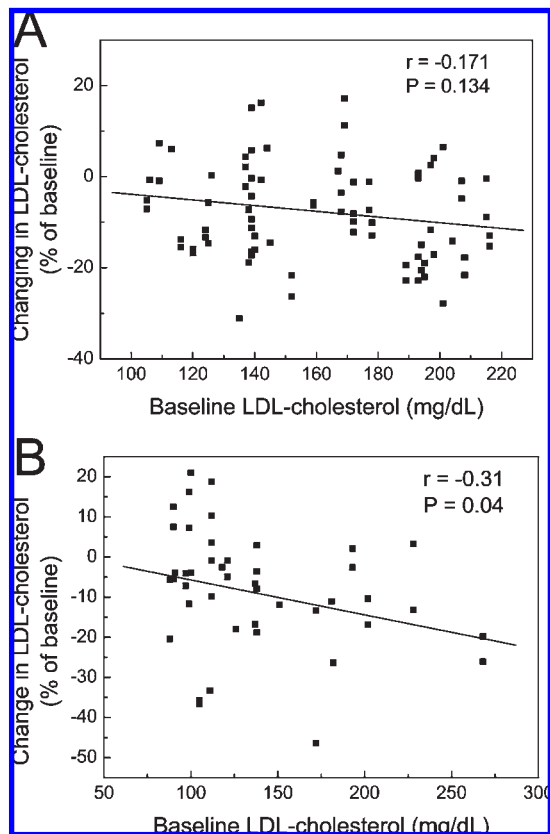 A
r = -0.171
P = 0.134
Changing in LDL-cholesterol
(% of baseline)
20
0
-20
-40
100 120 140 160 180 200 220
Baseline LDL-cholesterol (mg/dL)
B
r = -0.31
P = 0.04
Change in LDL-cholesterol
(% of baseline)
20
10
0
-10
-20
-30
-40
-50
50 100 150 200 250 300
Baseline LDL-cholesterol (mg/dL)